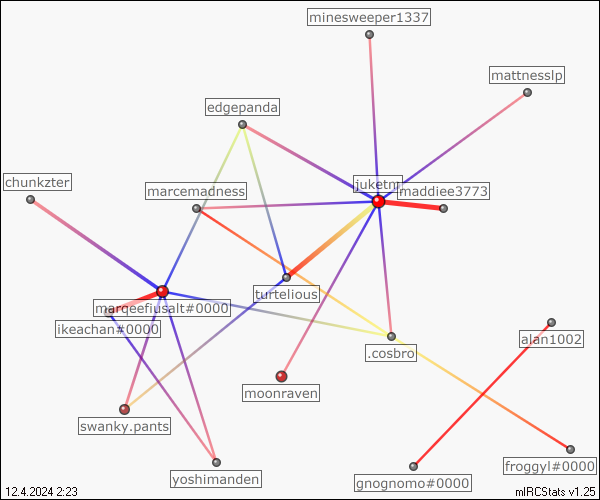 minesweeper1337
mattnesslp
edgepanda
chunkzter
marcemadness
juketm
maddiee3773
turtelious
marqeefiusalt#0000
ikeachan#0000
alan1002
.cosbro
moonraven
swanky.pants
froggyl#0000
yoshimanden
gnognomo#0000
12.4.2024 2:23
mIRCStats v1.25